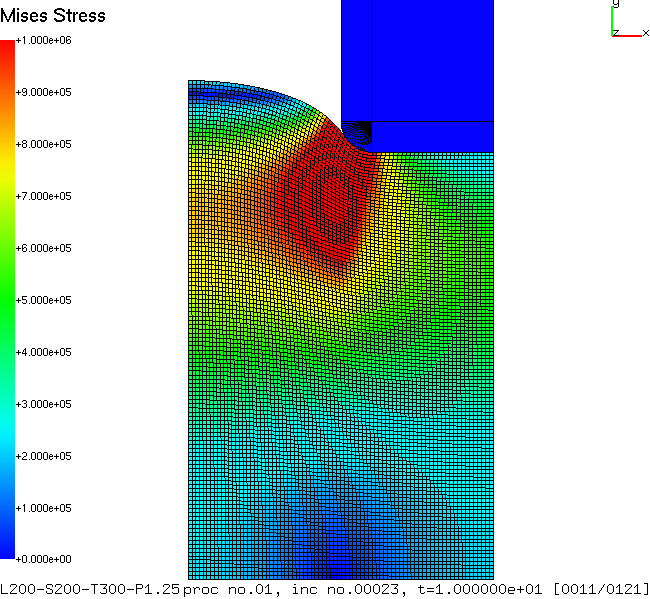 Mises Stress
y
z x
+1.000e+06
+9.000e+05
+8.000e+05
+7.000e+05
+6.000e+05
+5.000e+05
+4.000e+05
+3.000e+05
+2.000e+05
+1.000e+05
+0.000e+00
L200-S200-T300-P1.25 proc no.01, inc no.00023, t=1.000000e+01 [0011/0121]